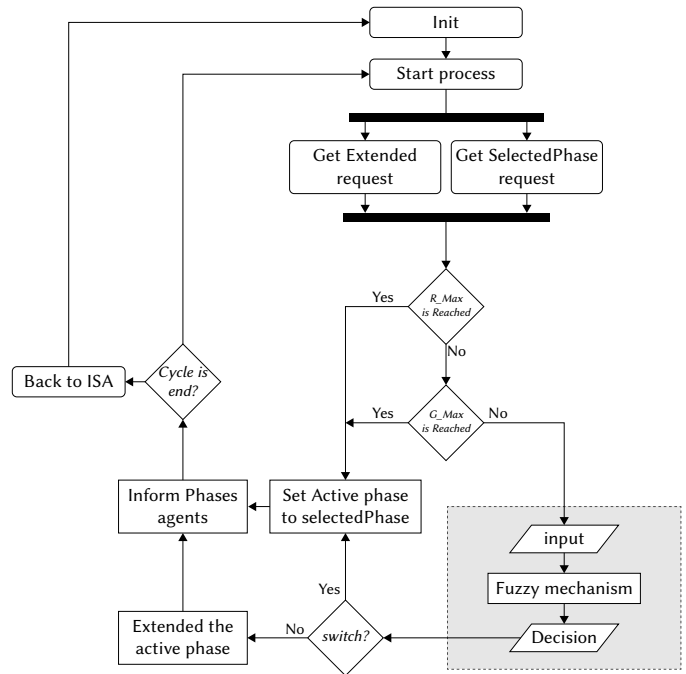 Init
Start process
Get Extended
request
Get SelectedPhase
request
R_Max
is Reached
Yes
No
G_Max
is Reached
Yes
No
Cycle is
end?
Back to ISA
Inform Phases
agents
Set Active phase
to selectedPhase
input
Fuzzy mechanism
Decision
Yes
switch?
No
Extended the
active phase